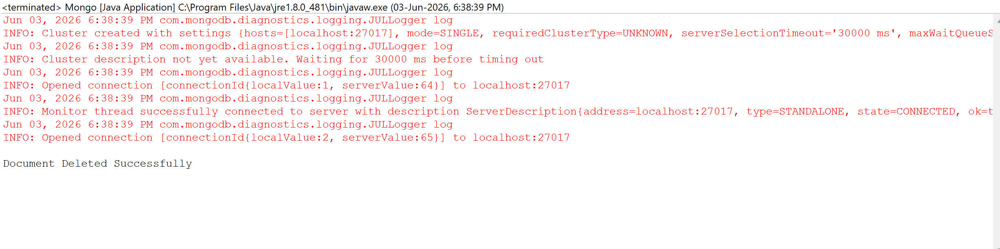 <terminated> Mongo [Java Application] C:\Program Files\Java\jre1.8.0_481\bin\javaw.exe (03-Jun-2026, 6:38:39 PM)
Jun 03, 2026 6:38:39 PM com.mongodb.diagnostics.logging.JULLogger log
INFO: Cluster created with settings {hosts=[localhost:27017], mode=SINGLE, requiredClusterType=UNKNOWN, serverSelectionTimeout='30000 ms', maxWaitQueueS
Jun 03, 2026 6:38:39 PM com.mongodb.diagnostics.logging.JULLogger log
INFO: Cluster description not yet available. Waiting for 30000 ms before timing out
Jun 03, 2026 6:38:39 PM com.mongodb.diagnostics.logging.JULLogger log
INFO: Opened connection [connectionId{localValue:1, serverValue:64}] to localhost:27017
Jun 03, 2026 6:38:39 PM com.mongodb.diagnostics.logging.JULLogger log
INFO: Monitor thread successfully connected to server with description ServerDescription{address=localhost:27017, type=STANDALONE, state=CONNECTED, ok=t
Jun 03, 2026 6:38:39 PM com.mongodb.diagnostics.logging.JULLogger log
INFO: Opened connection [connectionId{localValue:2, serverValue:65}] to localhost:27017
Document Deleted Successfully